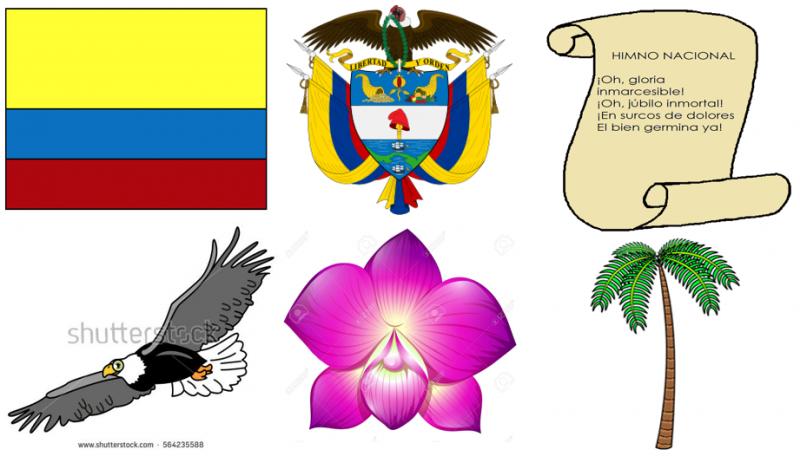 LIBERTAD Y ORDEN
HIMNO NACIONAL
¡Oh, gloria
inmarcesible!
¡Oh, júbilo inmortal!
¡En surcos de dolores
El bien germina ya!
shutterstock
www.shutterstock.com · 564235588